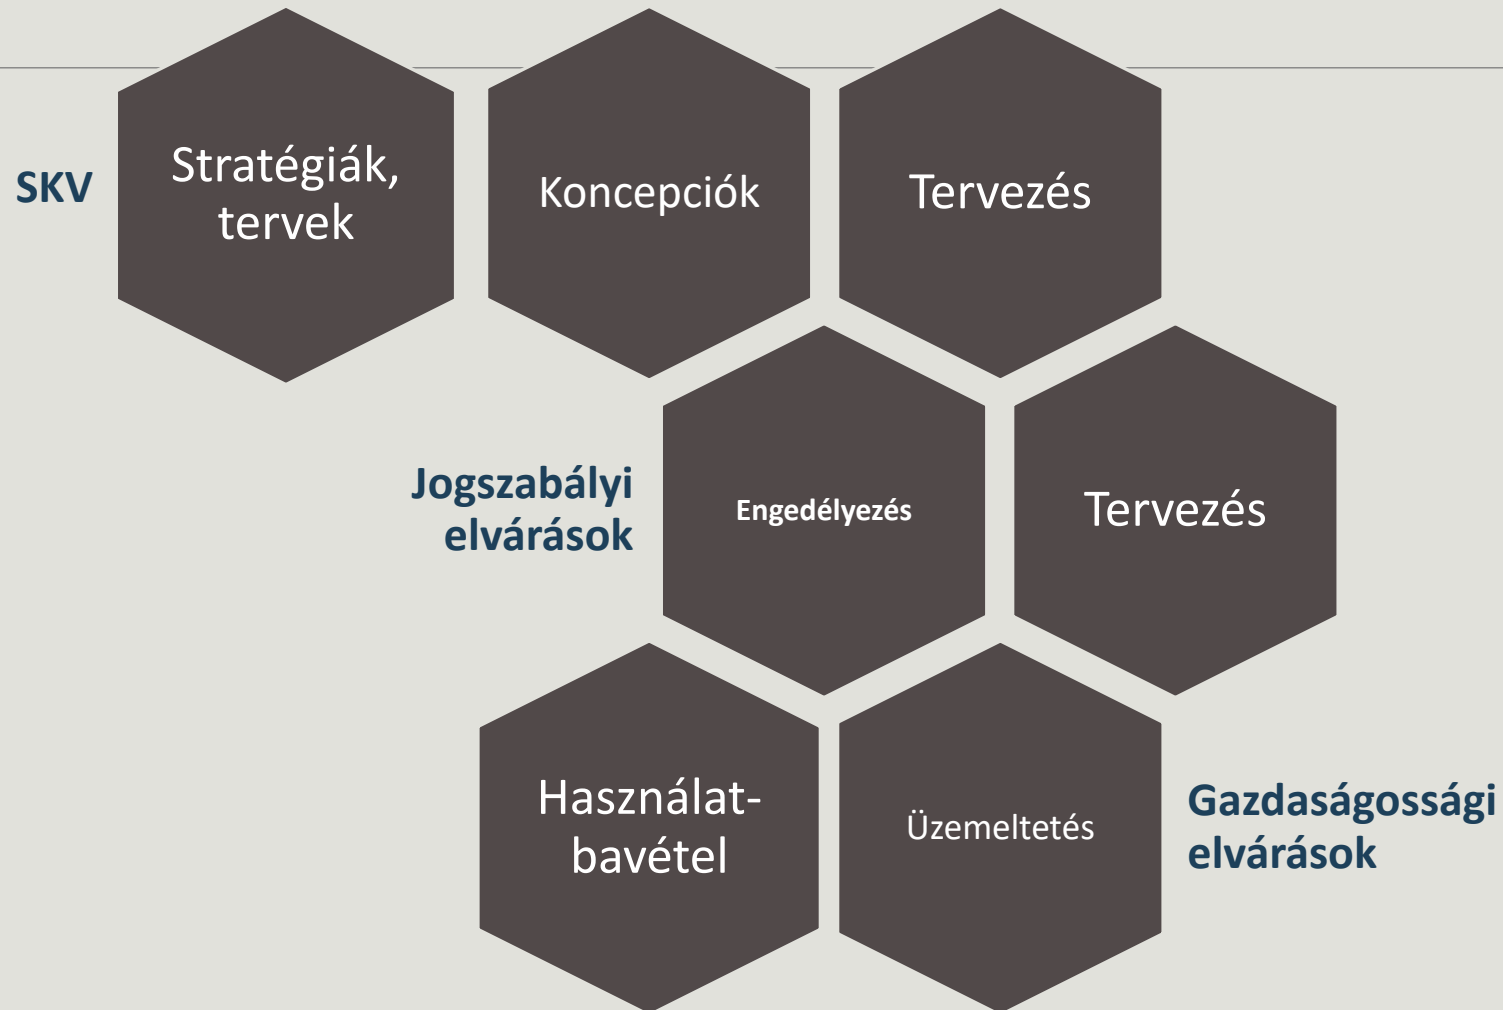 SKV
Stratégiák,
tervek
Koncepciók
Tervezés
Jogszabályi
elvárások
Engedélyezés
Tervezés
Használat-
bavétel
Üzemeltetés
Gazdaságossági
elvárások